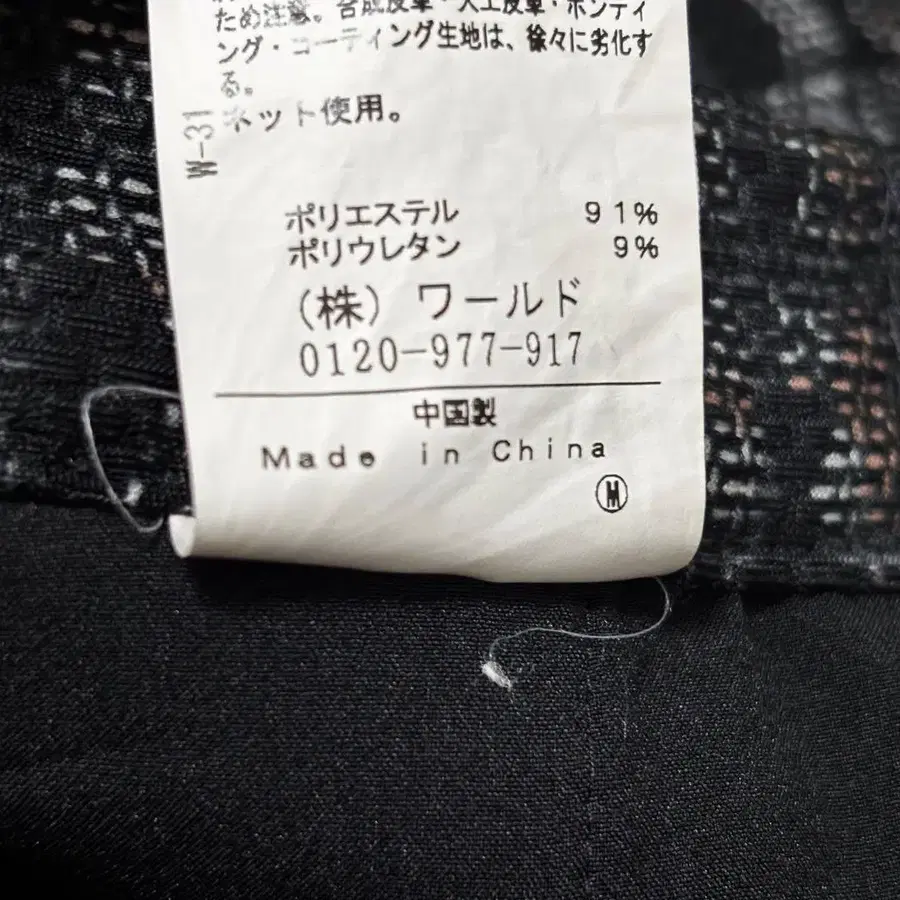 ため注意。合成皮革・人工皮革・ボンディ
ング・コーティング生地は、徐々に劣化す
る。
ネット使用。
W-31
ポリエステル 91%
ポリウレタン 9%
(株) ワールド
0120-977-917
中国製
Made in China
M